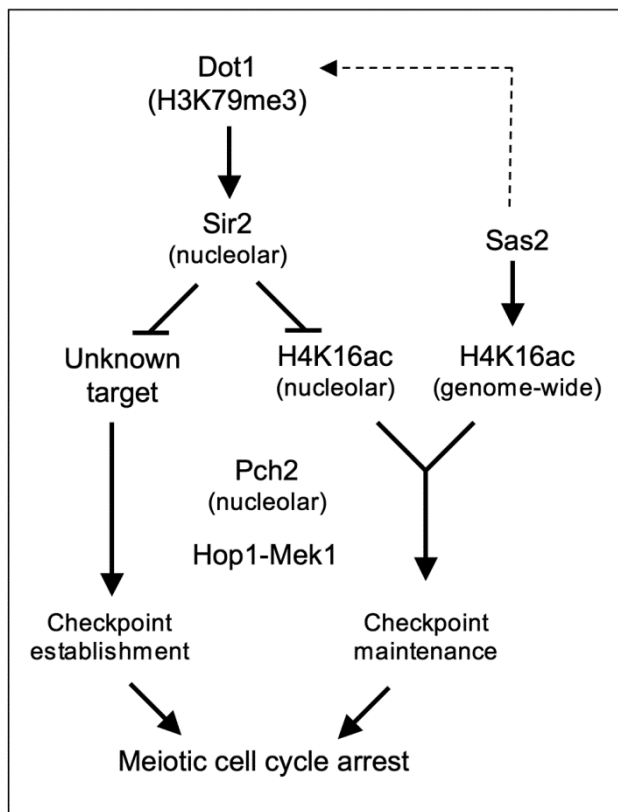 Dot1
(H3K79me3)
Sir2
(nucleolar)
Sas2
Unknown
target
H4K16ac
(nucleolar)
H4K16ac
(genome-wide)
Pch2
(nucleolar)
Hop1-Mek1
Checkpoint
establishment
Checkpoint
maintenance
Meiotic cell cycle arrest